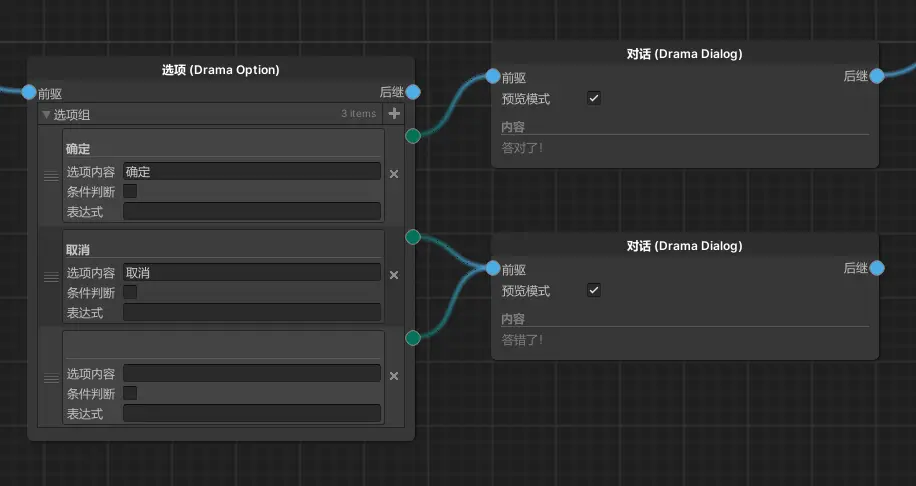 选项 (Drama Option)
前驱
后继
选项组
3 items
确定
选项内容 确定
条件判断
表达式
取消
选项内容 取消
条件判断
表达式
选项内容
条件判断
表达式
对话 (Drama Dialog)
前驱
后继
预览模式
内容
答对了!
对话 (Drama Dialog)
前驱
后继
预览模式
内容
答错了!